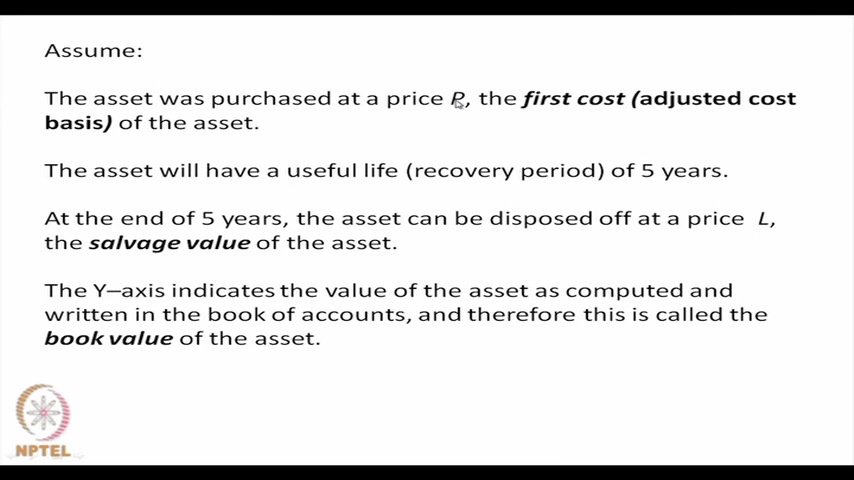 Assume:
The asset was purchased at a price P, the first cost (adjusted cost
basis) of the asset.
The asset will have a useful life (recovery period) of 5 years.
At the end of 5 years, the asset can be disposed off at a price L,
the salvage value of the asset.
The Y–axis indicates the value of the asset as computed and
written in the book of accounts, and therefore this is called the
book value of the asset.
NPTEL